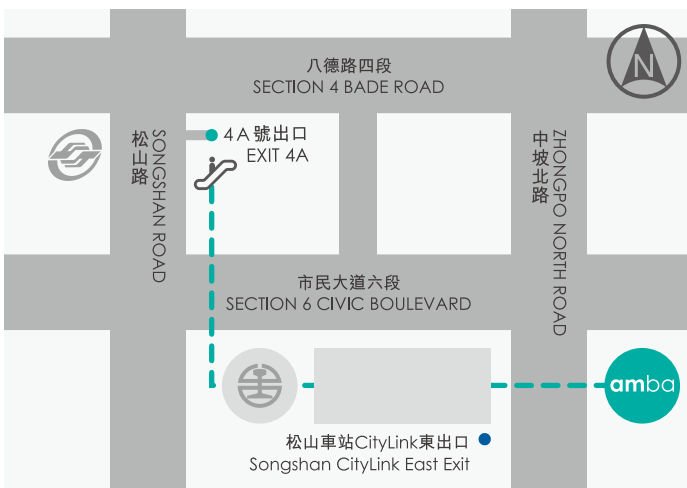 八德路四段
SECTION 4 BADE ROAD
N
4A號出口
EXIT 4A
松山路
SONGSHAN ROAD
中坡北路
ZHONGPO NORTH ROAD
市民大道六段
SECTION 6 CIVIC BOULEVARD
amba
松山車站CityLink東出口
Songshan CityLink East Exit